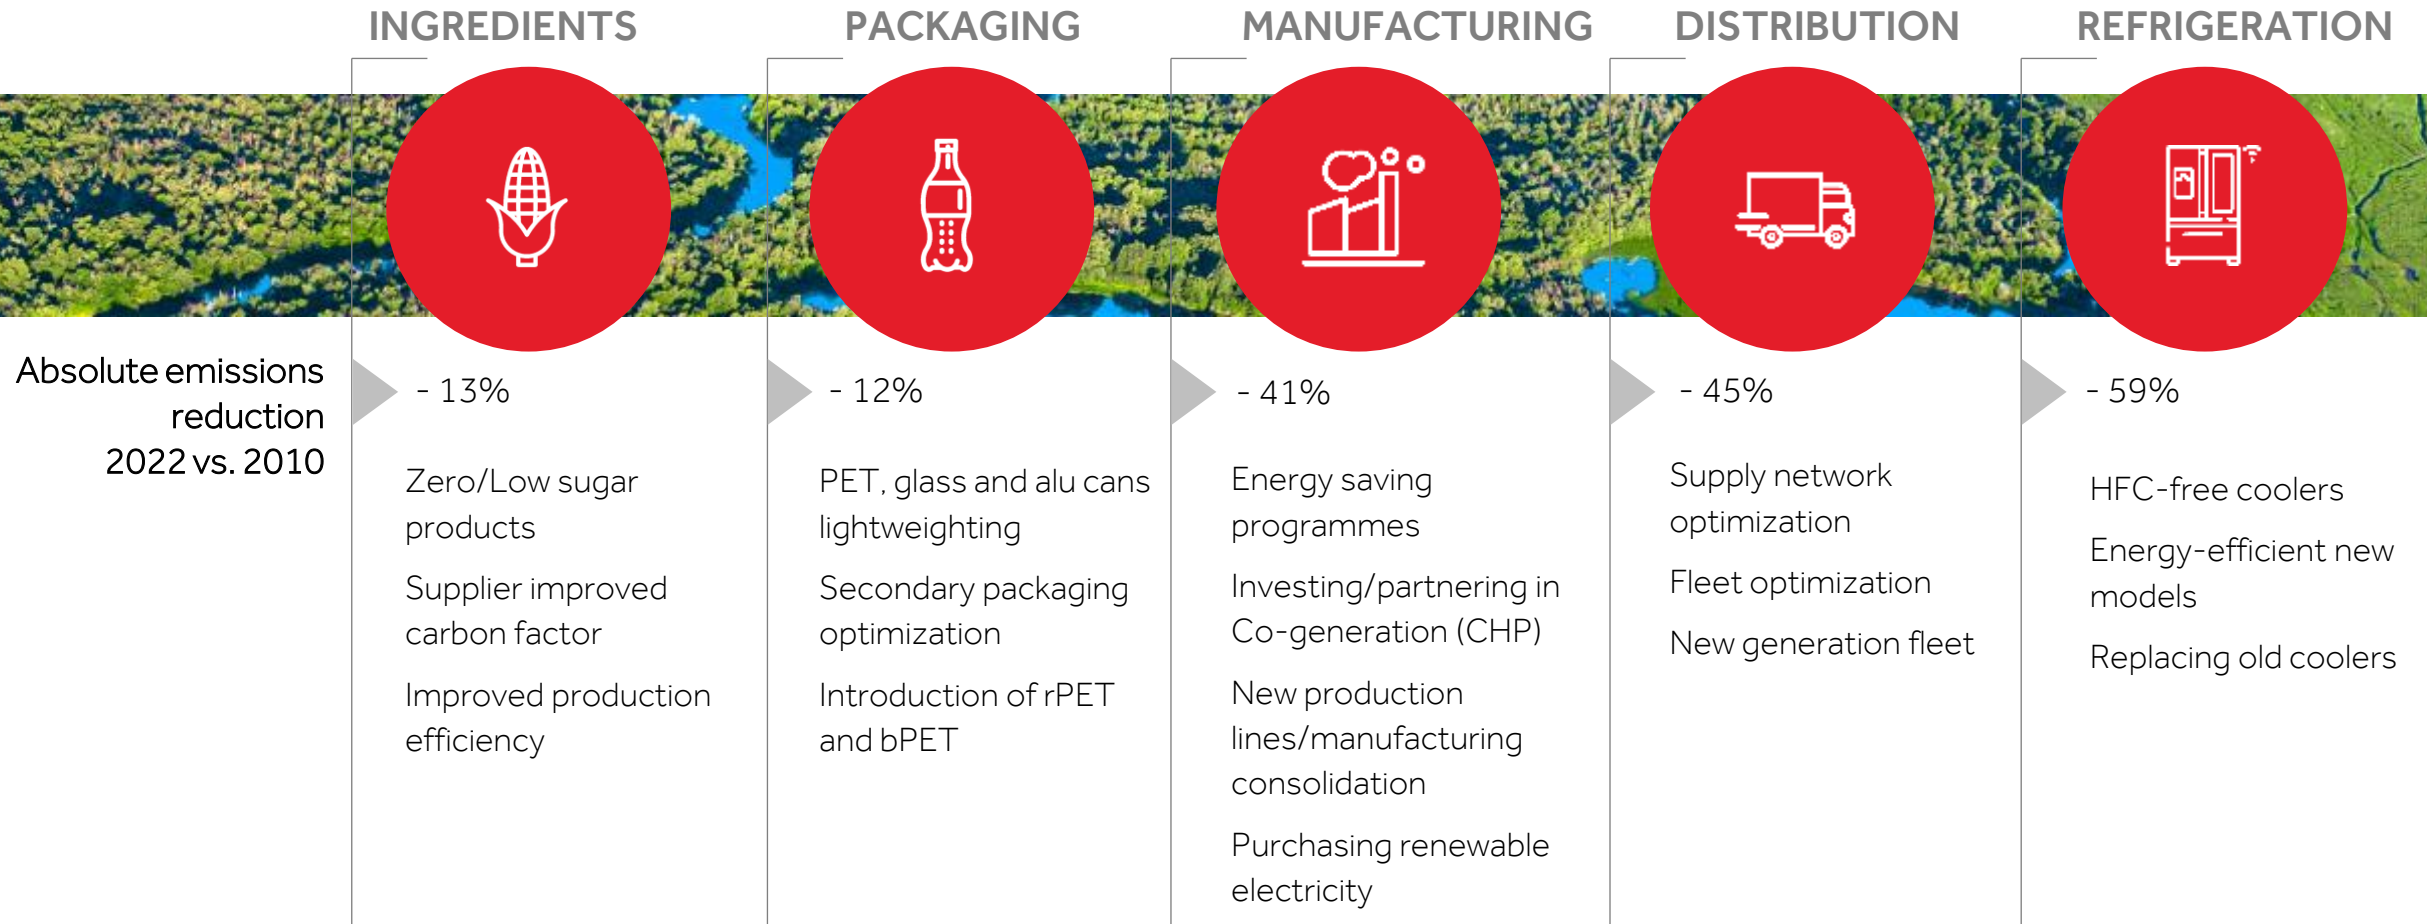 INGREDIENTS
PACKAGING
MANUFACTURING
DISTRIBUTION
REFRIGERATION
Absolute emissions
reduction
2022 vs. 2010
- 13%
Zero/Low sugar
products
Supplier improved
carbon factor
Improved production
efficiency
- 12%
PET, glass and alu cans
lightweighting
Secondary packaging
optimization
Introduction of rPET
and bPET
- 41%
Energy saving
programmes
Investing/partnering in
Co-generation (CHP)
New production
lines/manufacturing
consolidation
Purchasing renewable
electricity
- 45%
Supply network
optimization
Fleet optimization
New generation fleet
- 59%
HFC-free coolers
Energy-efficient new
models
Replacing old coolers